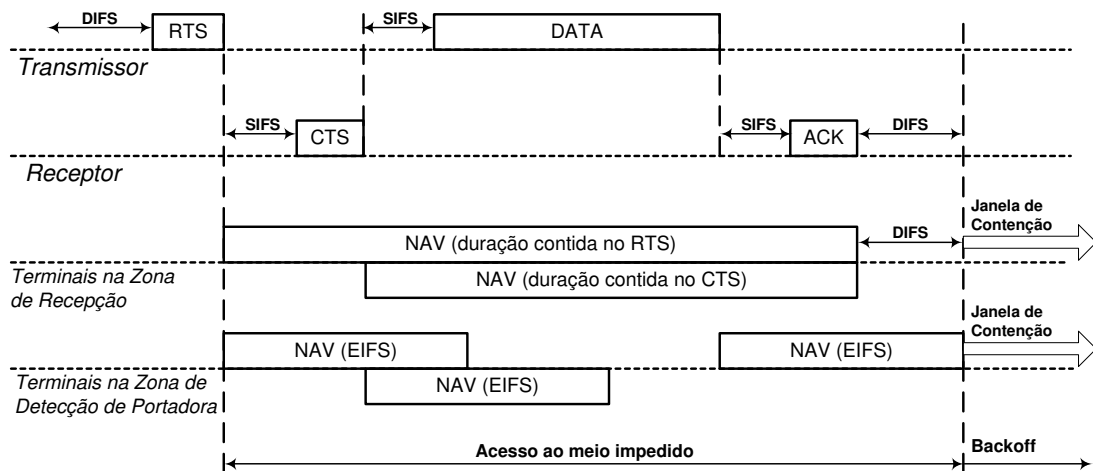 DIFS
RTS
SIFS
DATA
Transmissor
SIFS
CTS
SIFS
ACK
DIFS
Receptor
NAV (duração contida no RTS)
DIFS
Janela de
Contenção
Terminais na Zona
de Recepção
NAV (duração contida no CTS)
NAV (EIFS)
NAV (EIFS)
Janela de
Contenção
Terminais na Zona de
Detecção de Portadora
NAV (EIFS)
Acesso ao meio impedido
Backoff